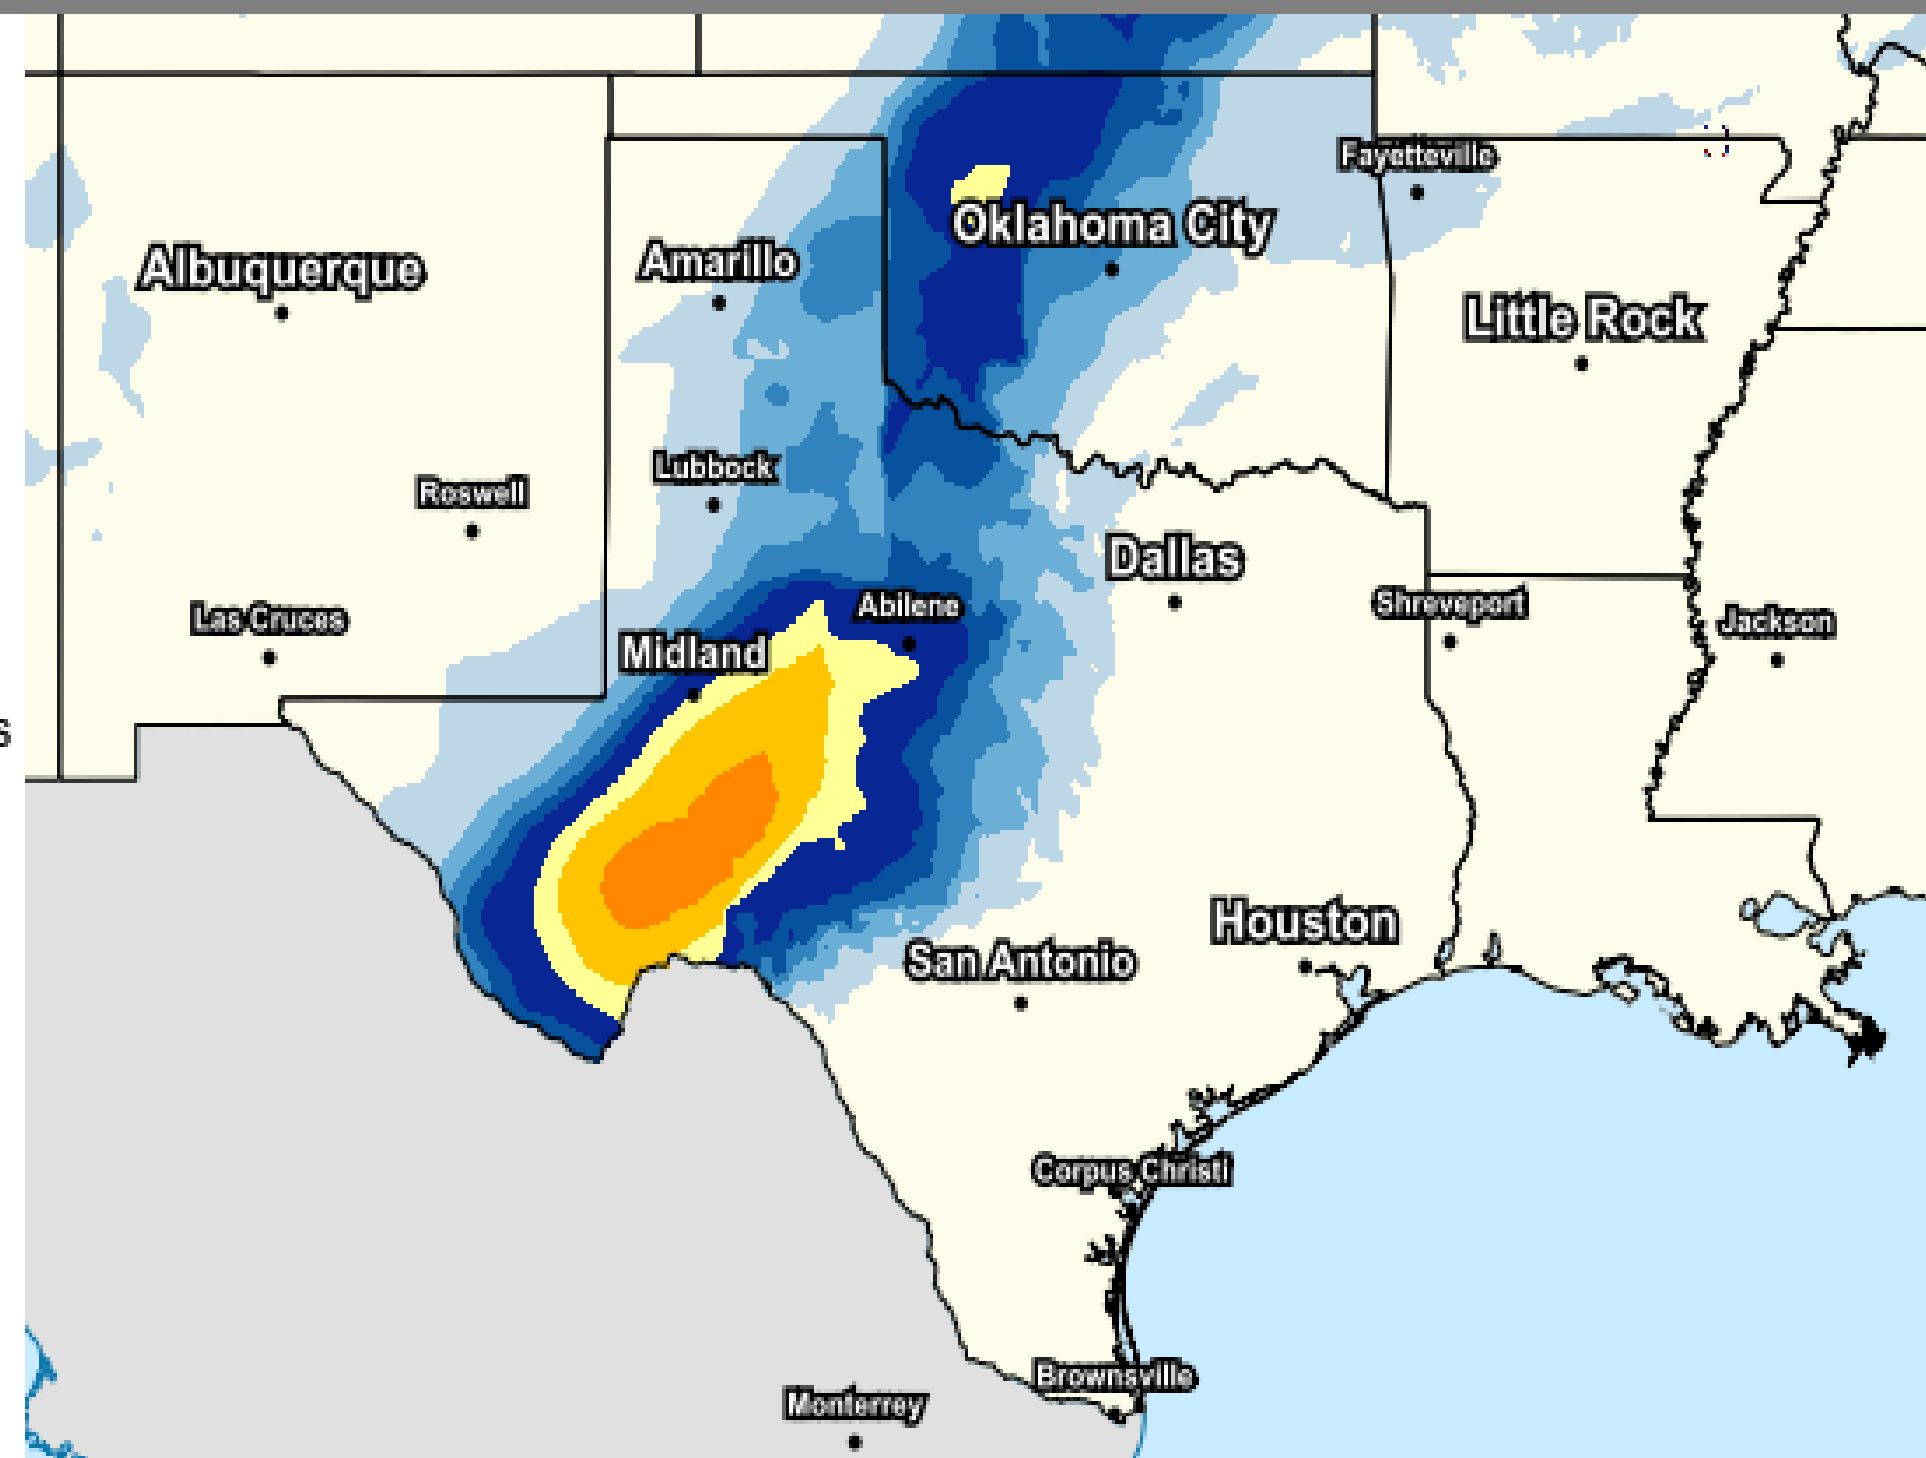 Fayetteville
Oklahoma City
Albuquerque
Amarillo
Little Rock
Lubbock
Roswell
Dallas
Abilene
Shreveport
Las Cruces
Jackson
Midland
s
Houston
San Antonio
Corpus Christi
Brownsville
Monterrey